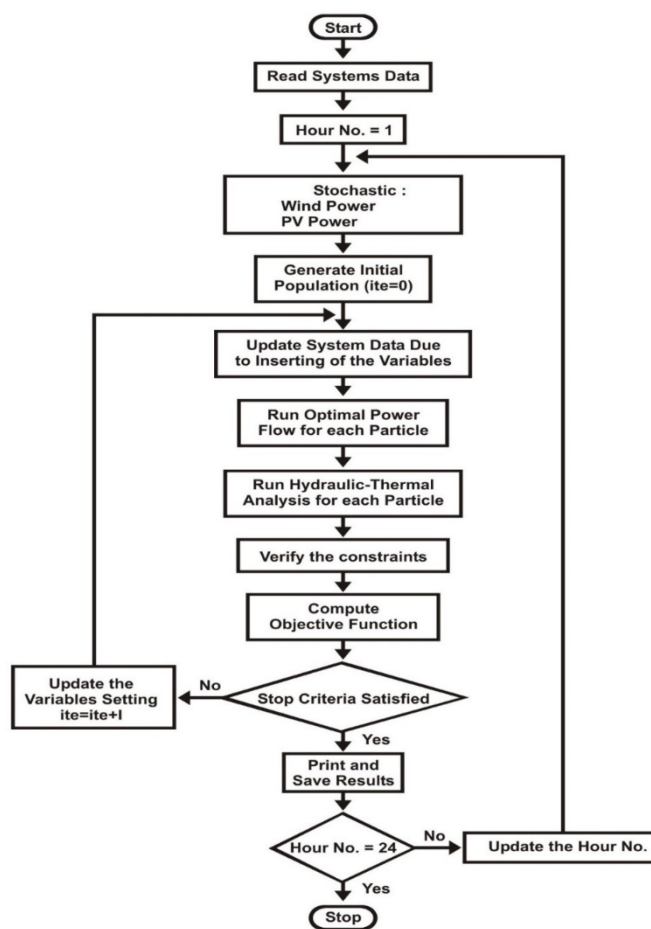 Start
Read Systems Data
Hour No. = 1
Stochastic :
Wind Power
PV Power
Generate Initial
Population (ite=0)
Update System Data Due
to Inserting of the Variables
Run Optimal Power
Flow for each Particle
Run Hydraulic-Thermal
Analysis for each Particle
Verify the constraints
Compute
Objective Function
Update the
Variables Setting
ite=ite+I
No
Stop Criteria Satisfied
Yes
Print and
Save Results
Hour No. = 24
No
Update the Hour No.
Yes
Stop